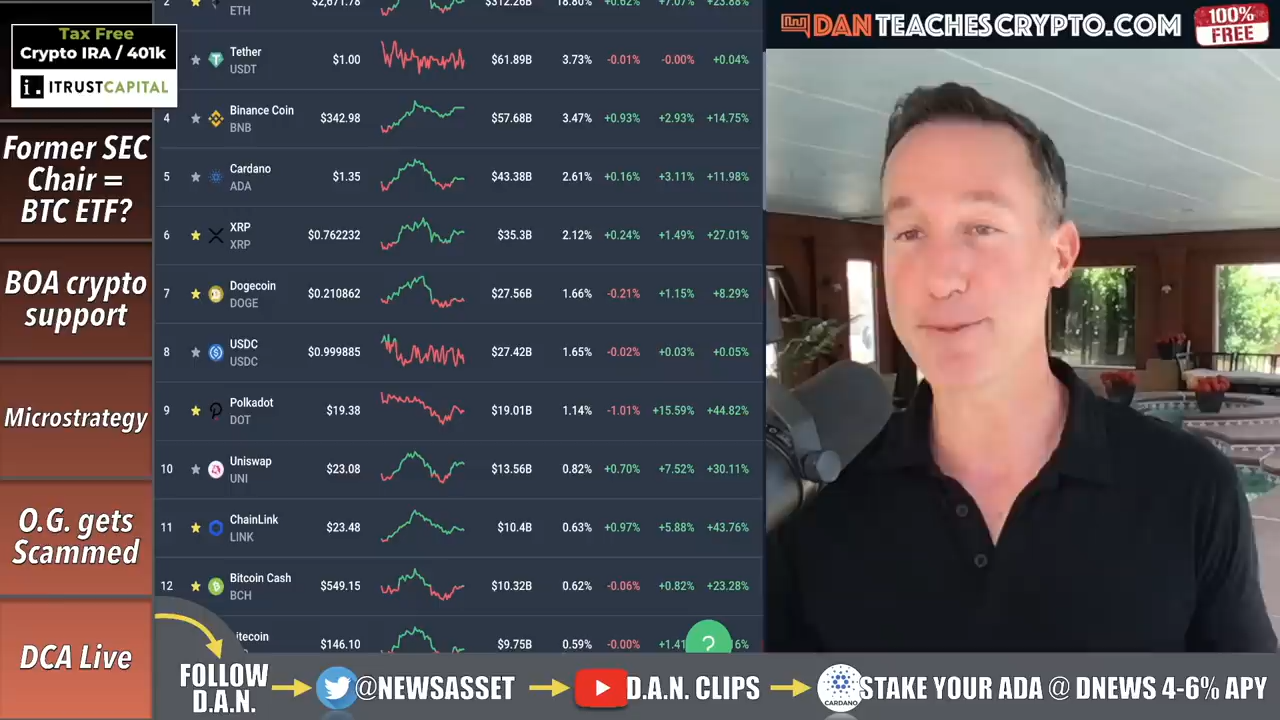 Tax Free
Crypto IRA / 401k
i. ITRUSTCAPITAL
Former SEC
Chair =
BTC ETF?
BOA crypto
support
Microstrategy
O.G. gets
Scammed
DCA Live
DAN TEACHESCRYPTO.COM
100%
FREE
2 ETH $2,671.78 $312.26B 18.80% +0.62% +7.07% +23.88%
Tether
USDT
$1.00 $61.89B 3.73% -0.01% -0.00% +0.04%
4 Binance Coin
BNB
$342.98 $57.68B 3.47% +0.93% +2.93% +14.75%
5 Cardano
ADA
$1.35 $43.38B 2.61% +0.16% +3.11% +11.98%
6 XRP
XRP
$0.762232 $35.3B 2.12% +0.24% +1.49% +27.01%
7 Dogecoin
DOGE
$0.210862 $27.56B 1.66% -0.21% +1.15% +8.29%
8 USDC
USDC
$0.999885 $27.42B 1.65% -0.02% +0.03% +0.05%
9 Polkadot
DOT
$19.38 $19.01B 1.14% -1.01% +15.59% +44.82%
10 Uniswap
UNI
$23.08 $13.56B 0.82% +0.70% +7.52% +30.11%
11 ChainLink
LINK
$23.48 $10.4B 0.63% +0.97% +5.88% +43.76%
12 Bitcoin Cash
BCH
$549.15 $10.32B 0.62% -0.06% +0.82% +23.28%
itecoin
$146.10 $9.75B 0.59% -0.00% +1.41 6%
?
FOLLOW
D.A.N.
@NEWSASSET
D.A.N. CLIPS
CARDANO
STAKE YOUR ADA @ DNEWS 4-6% APY